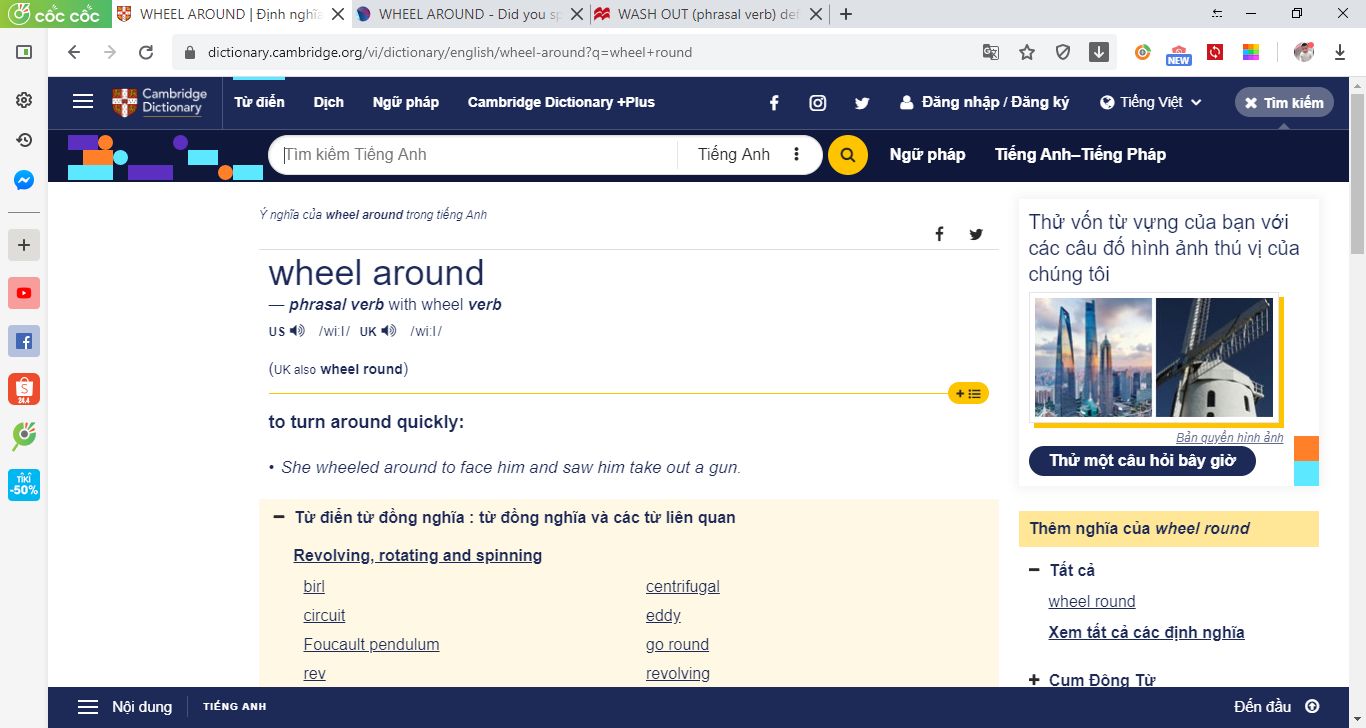 cốc cốc
WHEEL AROUND | Định nghĩa
WHEEL AROUND - Did you sp
WASH OUT (phrasal verb) def
dictionary.cambridge.org/vi/dictionary/english/wheel-around?q=wheel+round
NEW
Cambridge
Dictionary
Từ điển
Dịch
Ngữ pháp
Cambridge Dictionary +Plus
Đăng nhập / Đăng ký
Tiếng Việt
Tìm kiếm
Tìm kiếm Tiếng Anh
Tiếng Anh
Ngữ pháp
Tiếng Anh–Tiếng Pháp
Ý nghĩa của wheel around trong tiếng Anh
wheel around
— phrasal verb with wheel verb
US /wiːl/ UK /wiːl/
(UK also wheel round)
to turn around quickly:
• She wheeled around to face him and saw him take out a gun.
Từ điển từ đồng nghĩa : từ đồng nghĩa và các từ liên quan
Revolving, rotating and spinning
birl
centrifugal
circuit
eddy
Foucault pendulum
go round
rev
revolving
Thử vốn từ vựng của bạn với
các câu đố hình ảnh thú vị của
chúng tôi
Bản quyền hình ảnh
Thử một câu hỏi bây giờ
Thêm nghĩa của wheel round
Tất cả
wheel round
Xem tất cả các định nghĩa
Cụm Động Từ
24.4
TIKI
-50%
Nội dung
TIẾNG ANH
Đến đầu